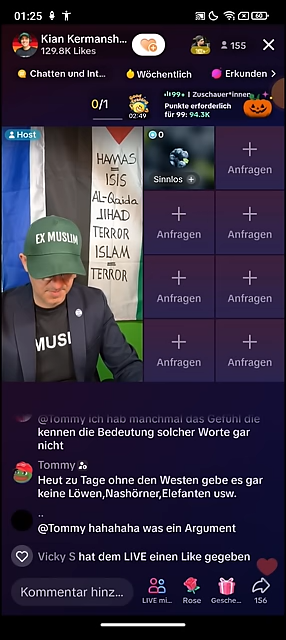 01:25
60
Kian Kermansh...
129.8K Likes
155
Chatten und Int...
Wöchentlich
Erkunden
0/1
02:49
99+ | Zuschauer*innen
Punkte erforderlich
für 99: 94.3K
Host
0
Sinnlos +
Anfragen
Anfragen
Anfragen
Anfragen
Anfragen
Anfragen
Anfragen
HAMAS
=
ISIS
AL-Qaida
JIHAD
TERROR
ISLAM
=
TERROR
EX MUSLIM
MUSL
@Tommy ich hab manchmal das Gefühl die
kennen die Bedeutung solcher Worte gar
nicht
Tommy
Heut zu Tage ohne den Westen gebe es gar
keine Löwen,Nashörner,Elefanten usw.
..
@Tommy hahahaha was ein Argument
Vicky S hat dem LIVE einen Like gegeben
Kommentar hinz...
LIVE mi...
Rose
Gesche...
156